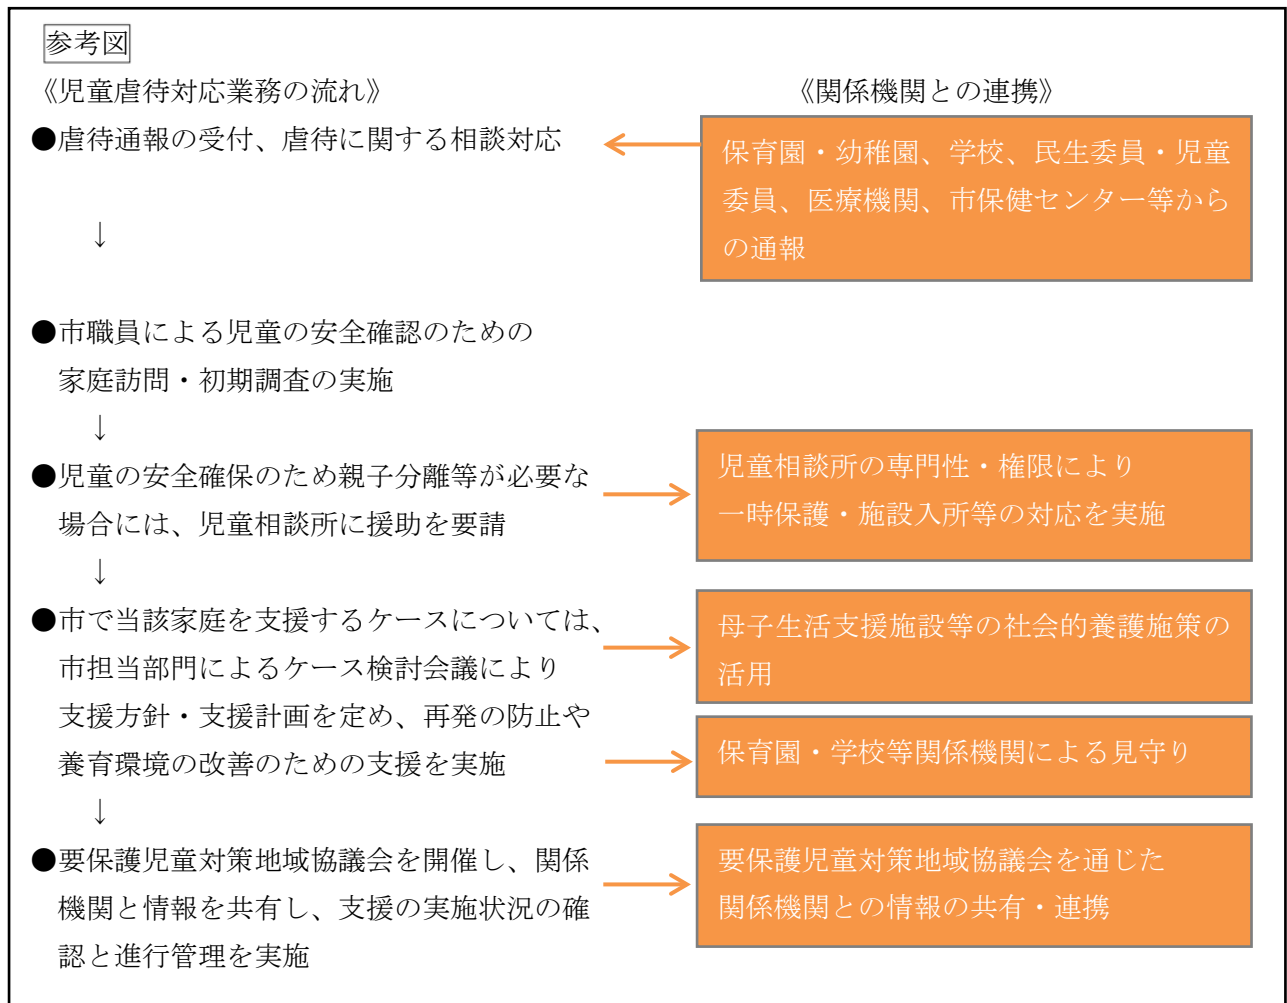 参考図
《児童虐待対応業務の流れ》
《関係機関との連携》
●虐待通報の受付、虐待に関する相談対応
保育園・幼稚園、学校、民生委員・児童
委員、医療機関、市保健センター等から
の通報
↓
●市職員による児童の安全確認のための
家庭訪問・初期調査の実施
↓
●児童の安全確保のため親子分離等が必要な
場合には、児童相談所に援助を要請
児童相談所の専門性・権限により
一時保護・施設入所等の対応を実施
↓
●市で当該家庭を支援するケースについては、
市担当部門によるケース検討会議により
支援方針・支援計画を定め、再発の防止や
養育環境の改善のための支援を実施
母子生活支援施設等の社会的養護施策の
活用
保育園・学校等関係機関による見守り
↓
●要保護児童対策地域協議会を開催し、関係
機関と情報を共有し、支援の実施状況の確
認と進行管理を実施
要保護児童対策地域協議会を通じた
関係機関との情報の共有・連携